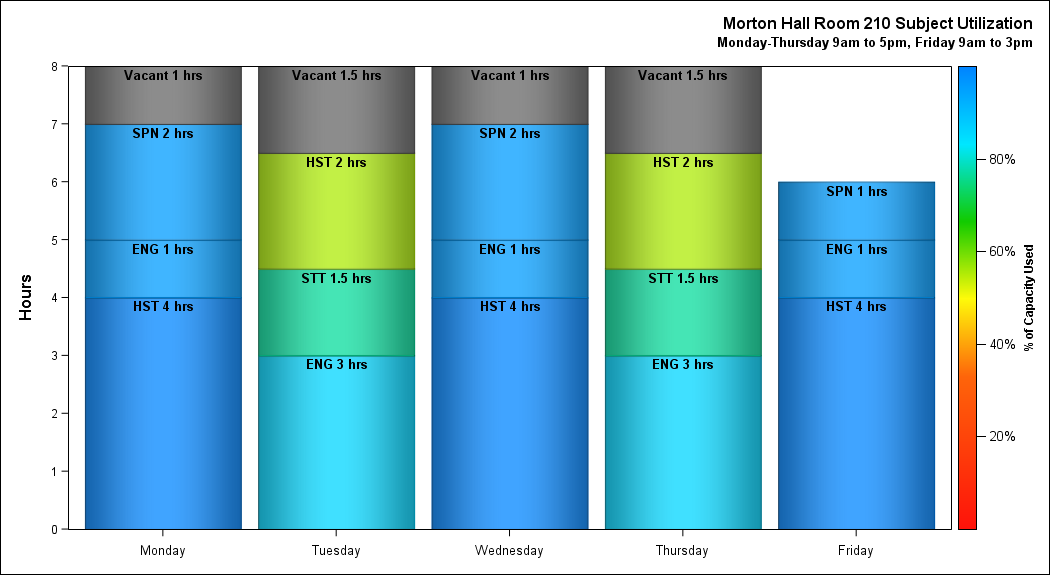 Morton Hall Room 210 Subject Utilization
Monday-Thursday 9am to 5pm, Friday 9am to 3pm
Hours
8
7
6
5
4
3
2
1
0
Vacant 1 hrs
SPN 2 hrs
ENG 1 hrs
HST 4 hrs
Monday
Vacant 1.5 hrs
HST 2 hrs
STT 1.5 hrs
ENG 3 hrs
Tuesday
Vacant 1 hrs
SPN 2 hrs
ENG 1 hrs
HST 4 hrs
Wednesday
Vacant 1.5 hrs
HST 2 hrs
STT 1.5 hrs
ENG 3 hrs
Thursday
SPN 1 hrs
ENG 1 hrs
HST 4 hrs
Friday
80%
60%
40%
20%
% of Capacity Used